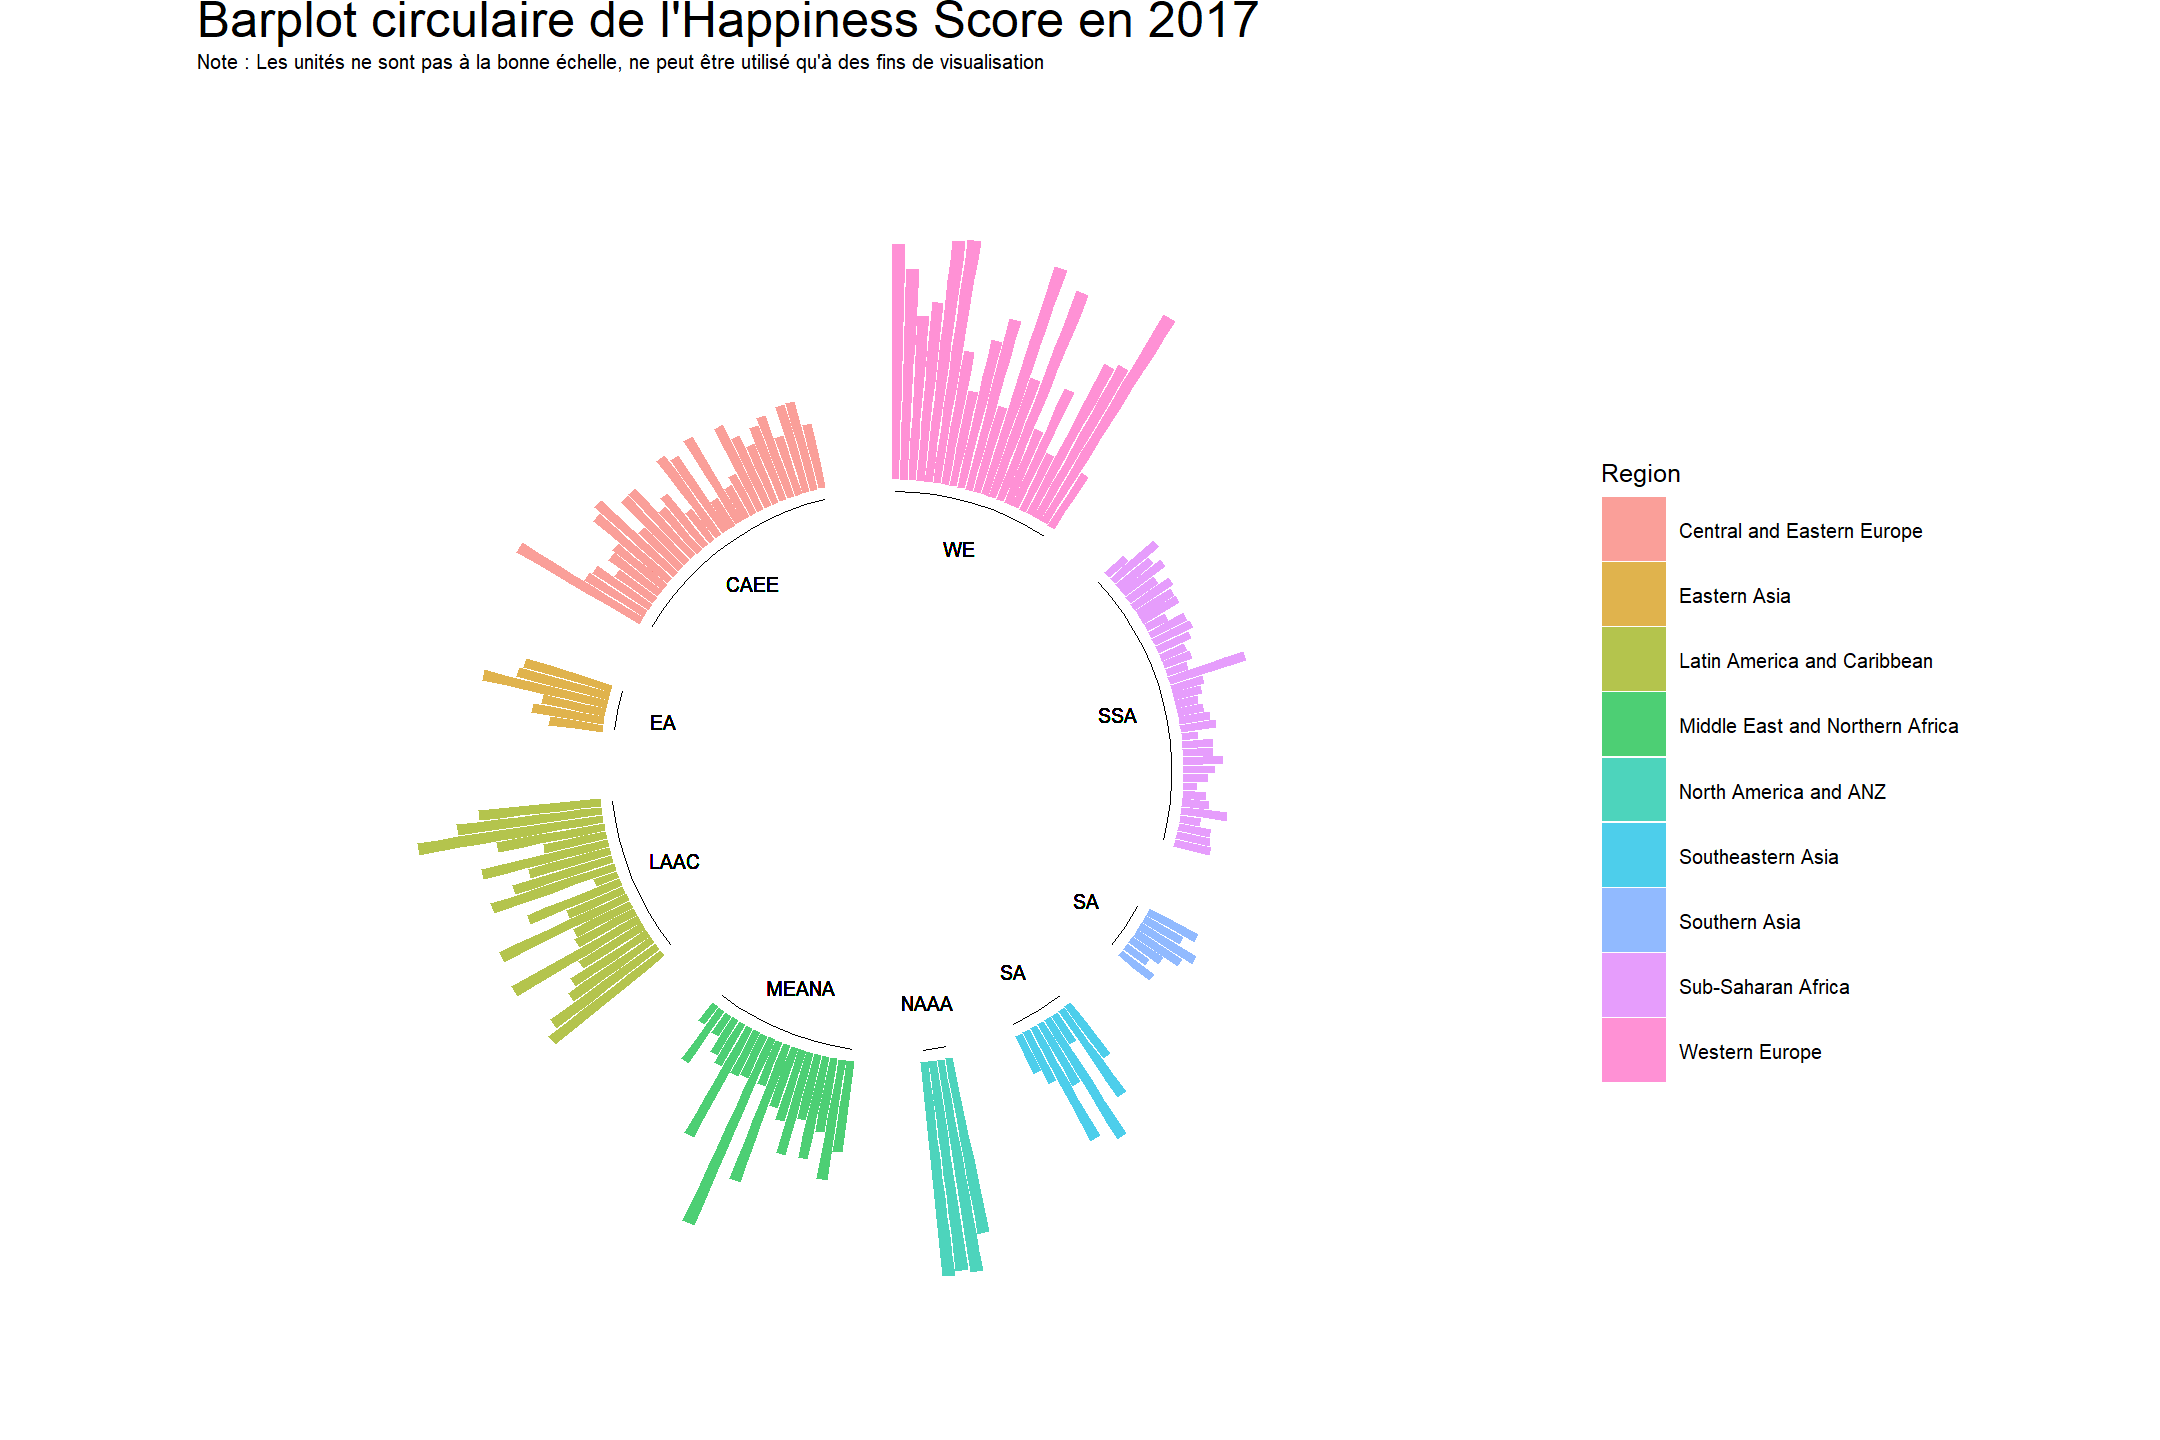 Barplot circulaire de l'Happiness Score en 2017
Note : Les unités ne sont pas à la bonne échelle, ne peut être utilisé qu'à des fins de visualisation
WE
CAEE
SSA
EA
LAAC
SA
SA
MEANA
NAAA
Region
Central and Eastern Europe
Eastern Asia
Latin America and Caribbean
Middle East and Northern Africa
North America and ANZ
Southeastern Asia
Southern Asia
Sub-Saharan Africa
Western Europe